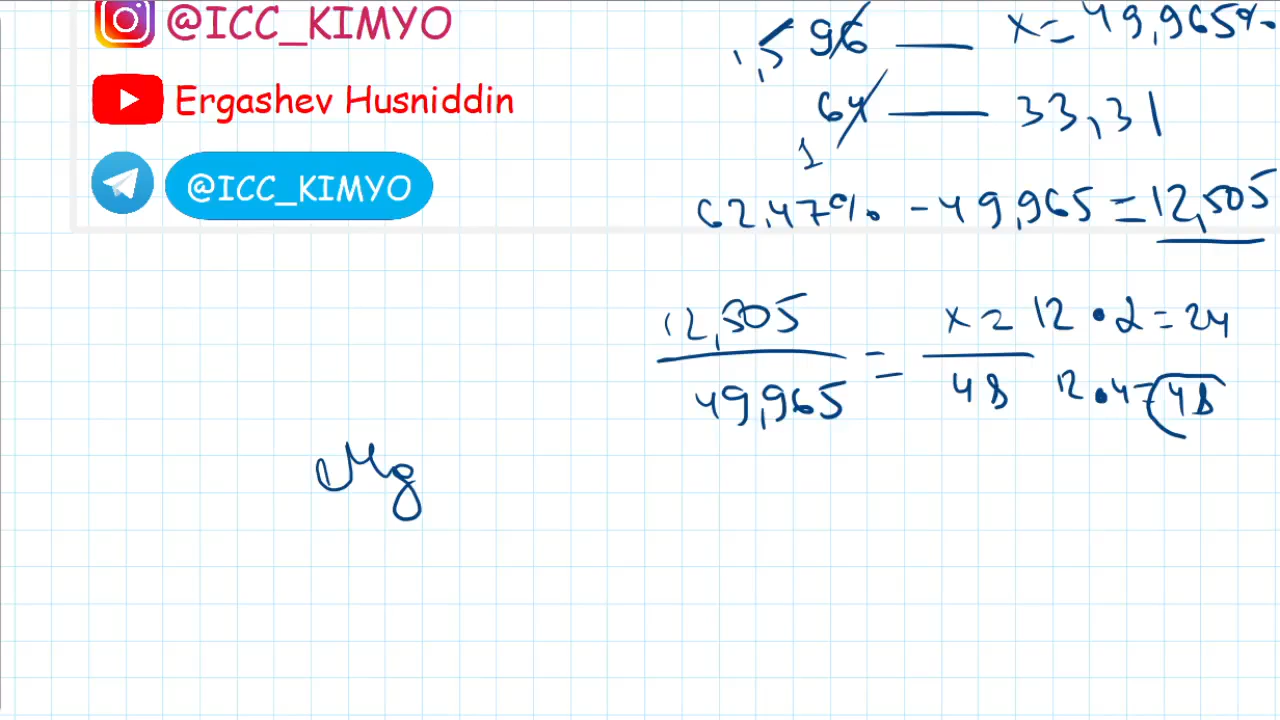 @ICC_KIMYO
Ergashev Husniddin
@ICC_KIMYO
1,5 96 — x = 49,965%
1 64 — 33,31
62,47% - 49,965 = 12,505
12,505 / 49,965 = x = / 48
12 • 2 = 24
12 • 4 = 48
Mg